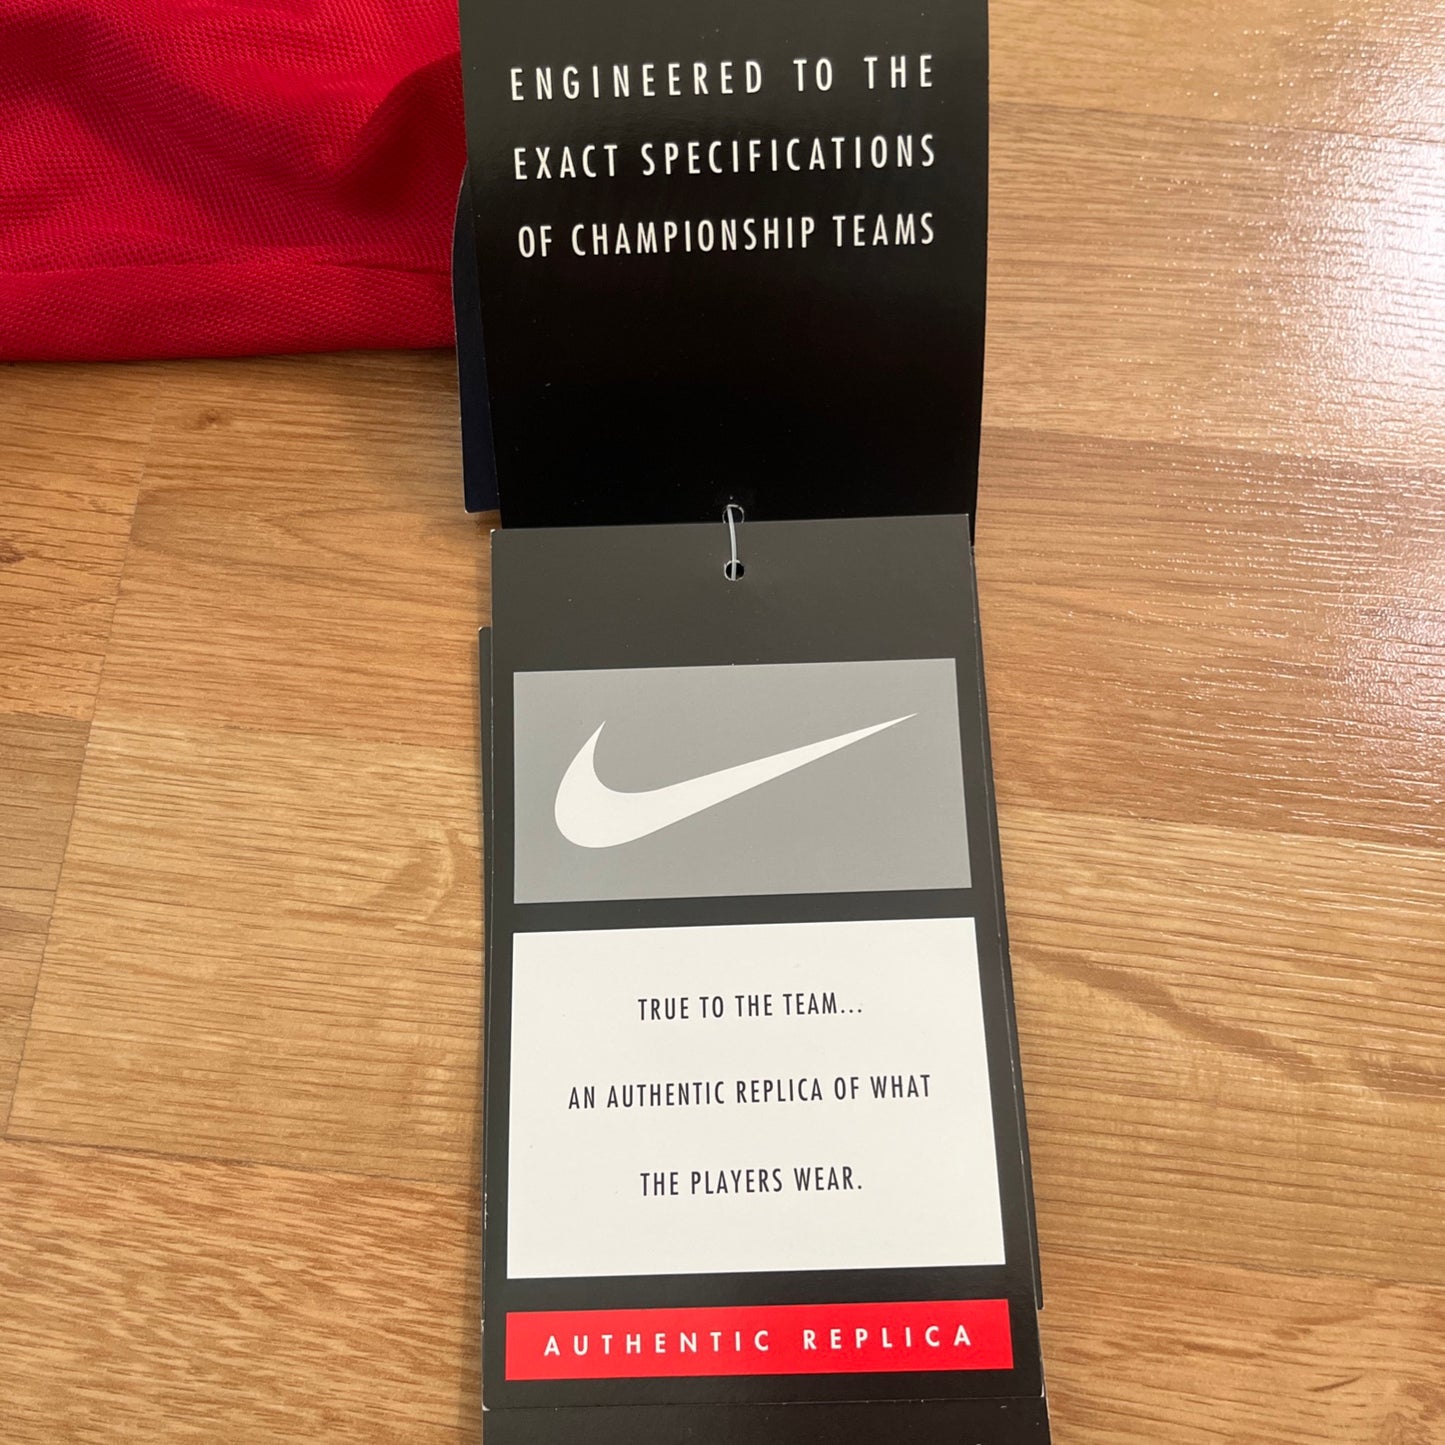 ENGINEERED TO THE
EXACT SPECIFICATIONS
OF CHAMPIONSHIP TEAMS
TRUE TO THE TEAM...
AN AUTHENTIC REPLICA OF WHAT
THE PLAYERS WEAR.
AUTHENTIC REPLICA